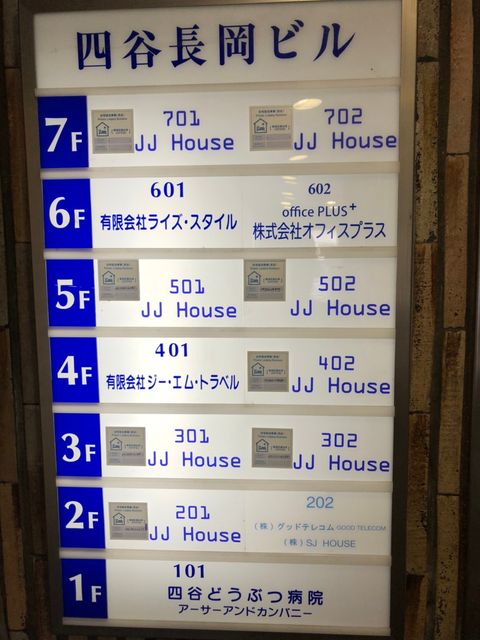 四谷長岡ビル
7F
701
JJ House
702
JJ House
6F
601
有限会社ライズ・スタイル
602
office PLUS+
株式会社オフィスプラス
5F
501
JJ House
502
JJ House
4F
401
有限会社ジー・エム・トラベル
402
JJ House
3F
301
JJ House
302
JJ House
2F
201
JJ House
202
(株)グッドテレコム GOOD TELECOM
(株)SJ HOUSE
1F
101
四谷どうぶつ病院
アーサーアンドカンパニー